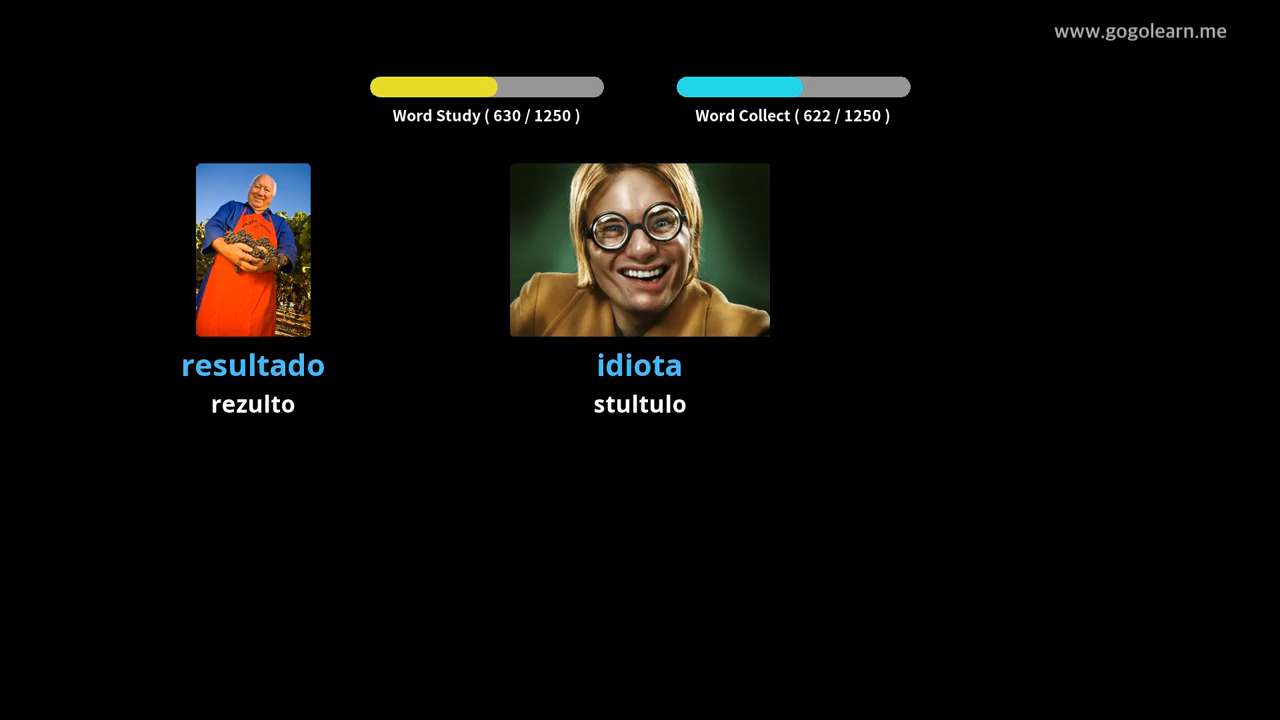 www.gogolearn.me
Word Study ( 630 / 1250 )
Word Collect ( 622 / 1250 )
resultado
idiota
rezulto
stultulo